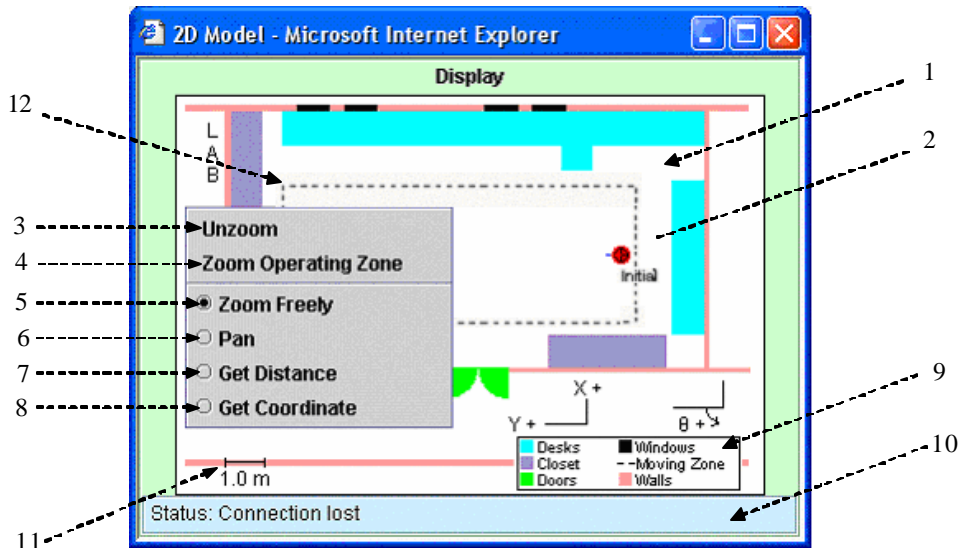 2D Model - Microsoft Internet Explorer
Display
1
12
L
A
B
2
3
Unzoom
4
Zoom Operating Zone
Initial
5
Zoom Freely
6
Pan
7
Get Distance
8
Get Coordinate
X +
Y +
θ +
9
Desks
Windows
Closet
Moving Zone
Doors
Walls
10
1.0 m
Status: Connection lost
11